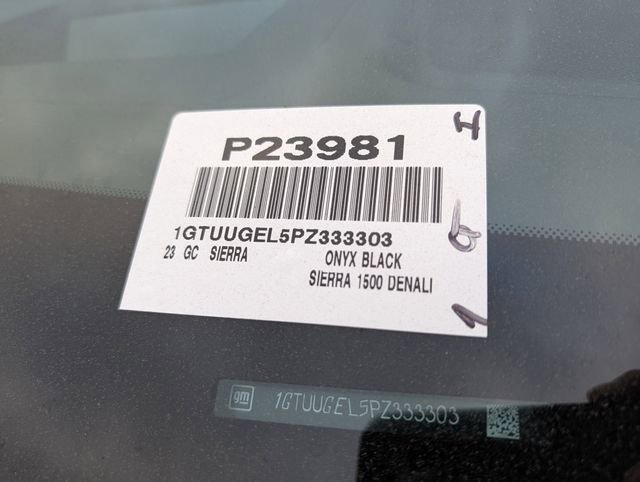 P23981
1GTUUGEL5PZ333303
23 GC SIERRA ONYX BLACK
SIERRA 1500 DENALI
gm 1GTUUGEL5PZ333303